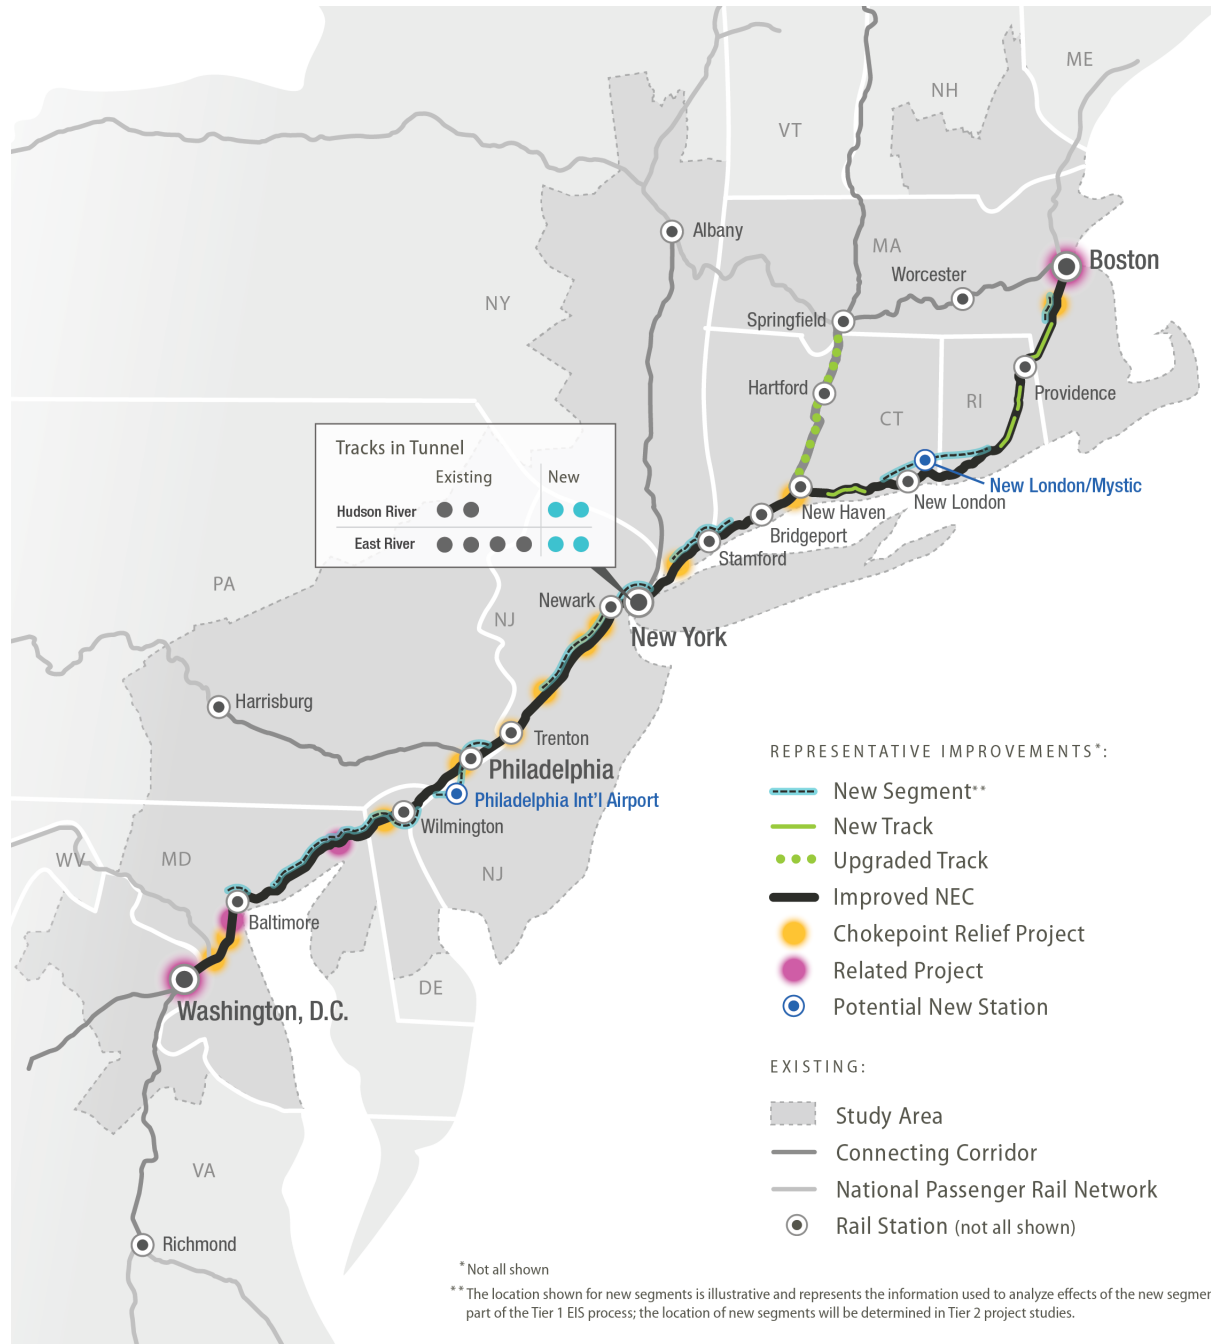 ME
NH
VT
Albany
MA
Boston
Worcester
NY
Springfield
Hartford
Providence
RI
CT
Tracks in Tunnel
Existing
New
Hudson River
East River
New London/Mystic
New London
New Haven
Bridgeport
Stamford
PA
Newark
NJ
New York
Harrisburg
Trenton
Philadelphia
Philadelphia Int'l Airport
Wilmington
WV
MD
NJ
Baltimore
DE
Washington, D.C.
VA
Richmond
REPRESENTATIVE IMPROVEMENTS*:
New Segment**
New Track
Upgraded Track
Improved NEC
Chokepoint Relief Project
Related Project
Potential New Station
EXISTING:
Study Area
Connecting Corridor
National Passenger Rail Network
Rail Station (not all shown)
* Not all shown
** The location shown for new segments is illustrative and represents the information used to analyze effects of the new
part of the Tier 1 EIS process; the location of new segments will be determined in Tier 2 project studies.